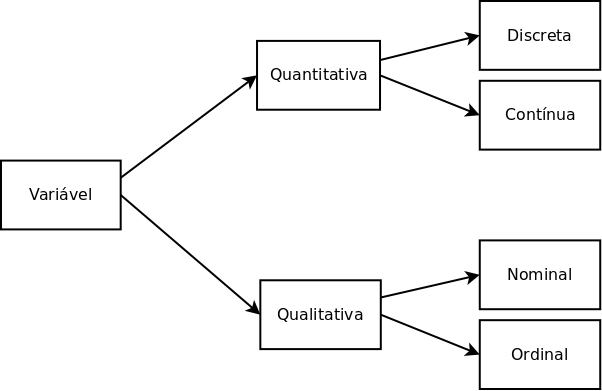 Variável
Quantitativa
Discreta
Contínua
Qualitativa
Nominal
Ordinal